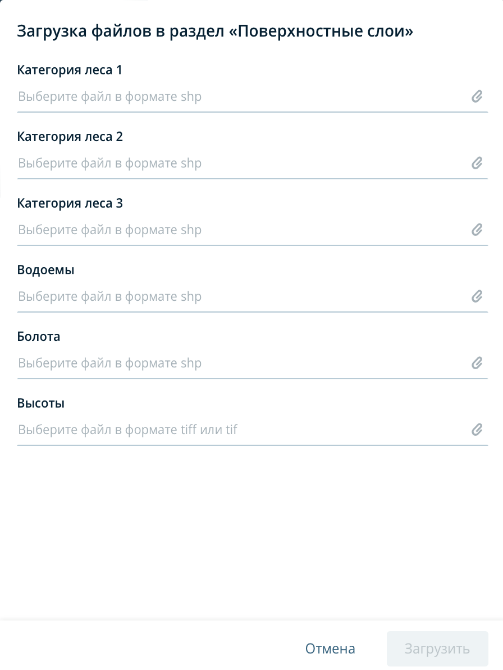 Загрузка файлов в раздел «Поверхностные слои»
Категория леса 1
Выберите файл в формате shp
Категория леса 2
Выберите файл в формате shp
Категория леса 3
Выберите файл в формате shp
Водоемы
Выберите файл в формате shp
Болота
Выберите файл в формате shp
Высоты
Выберите файл в формате tiff или tif
Отмена
Загрузить